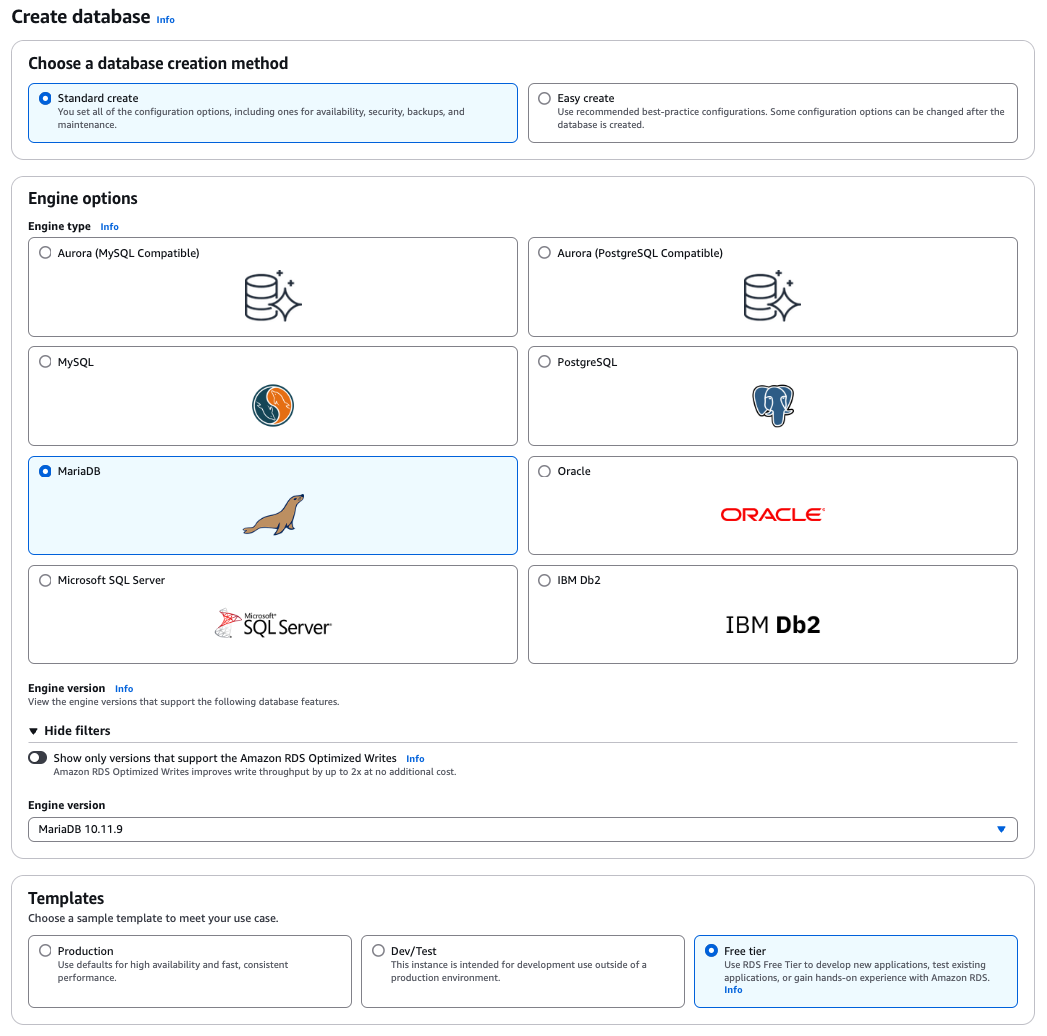 Create database Info
Choose a database creation method
Standard create
You set all of the configuration options, including ones for availability, security, backups, and
maintenance.
Easy create
Use recommended best-practice configurations. Some configuration options can be changed after the
database is created.
Engine options
Engine type Info
Aurora (MySQL Compatible)
Aurora (PostgreSQL Compatible)
MySQL
PostgreSQL
MariaDB
Oracle
ORACLE
Microsoft SQL Server
Microsoft®
SQL Server
IBM Db2
IBM Db2
Engine version Info
View the engine versions that support the following database features.
Hide filters
Show only versions that support the Amazon RDS Optimized Writes Info
Amazon RDS Optimized Writes improves write throughput by up to 2x at no additional cost.
Engine version
MariaDB 10.11.9
Templates
Choose a sample template to meet your use case.
Production
Use defaults for high availability and fast, consistent
performance.
Dev/Test
This instance is intended for development use outside of a
production environment.
Free tier
Use RDS Free Tier to develop new applications, test existing
applications, or gain hands-on experience with Amazon RDS.
Info